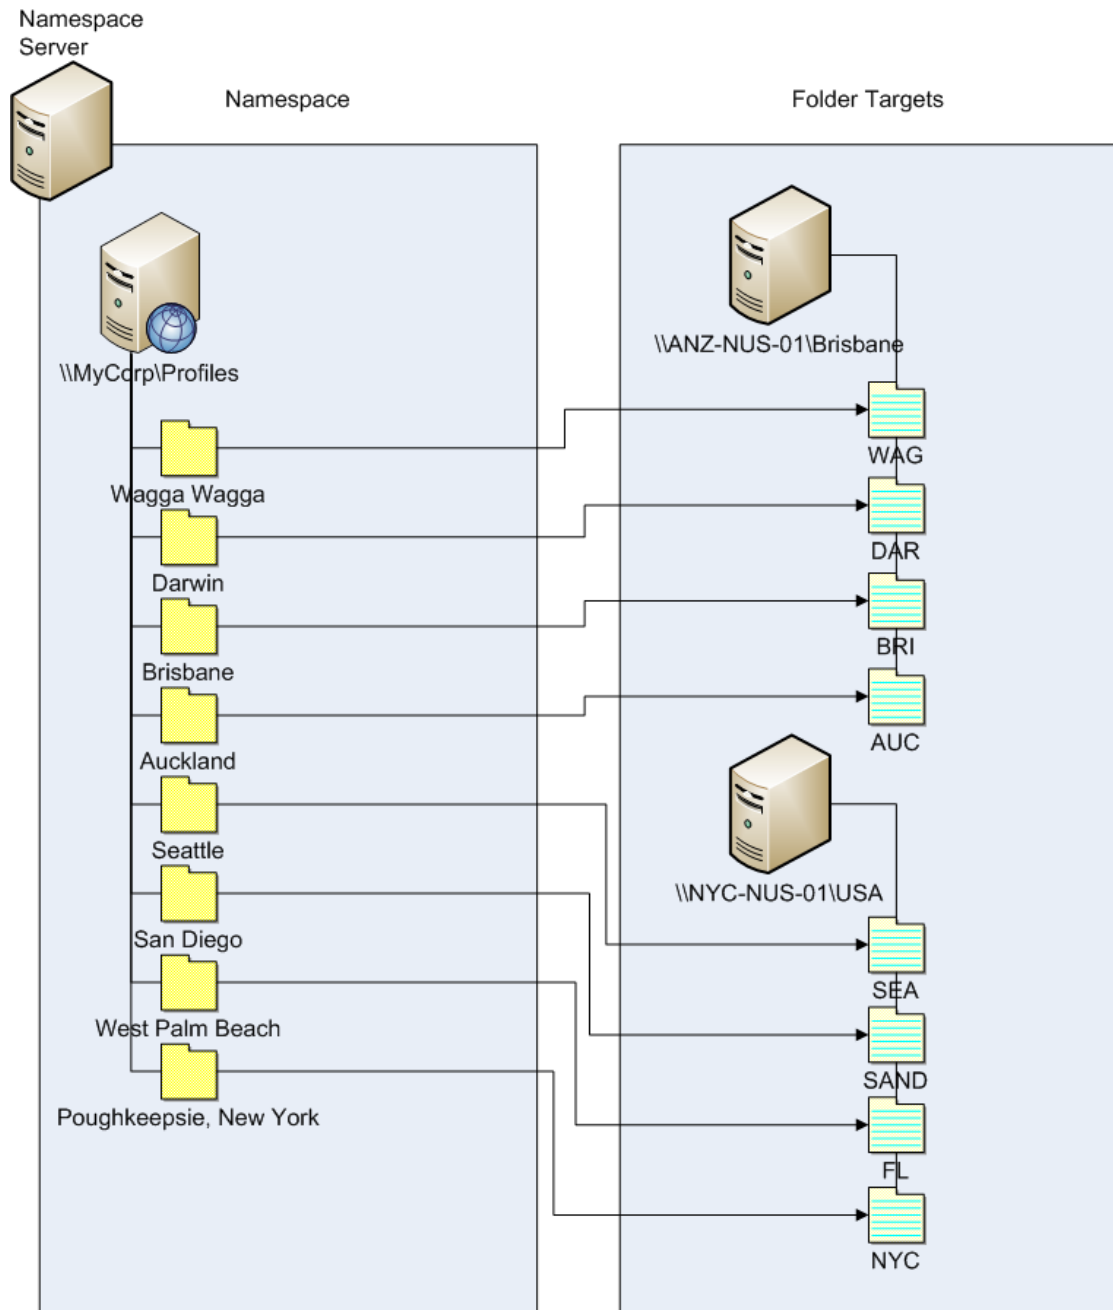 Namespace
Server
Namespace
Folder Targets
\\MyCorp\Profiles
Wagga Wagga
Darwin
Brisbane
Auckland
Seattle
San Diego
West Palm Beach
Poughkeepsie, New York
\\ANZ-NUS-01\Brisbane
WAG
DAR
BRI
AUC
\\NYC-NUS-01\USA
SEA
SAND
FL
NYC